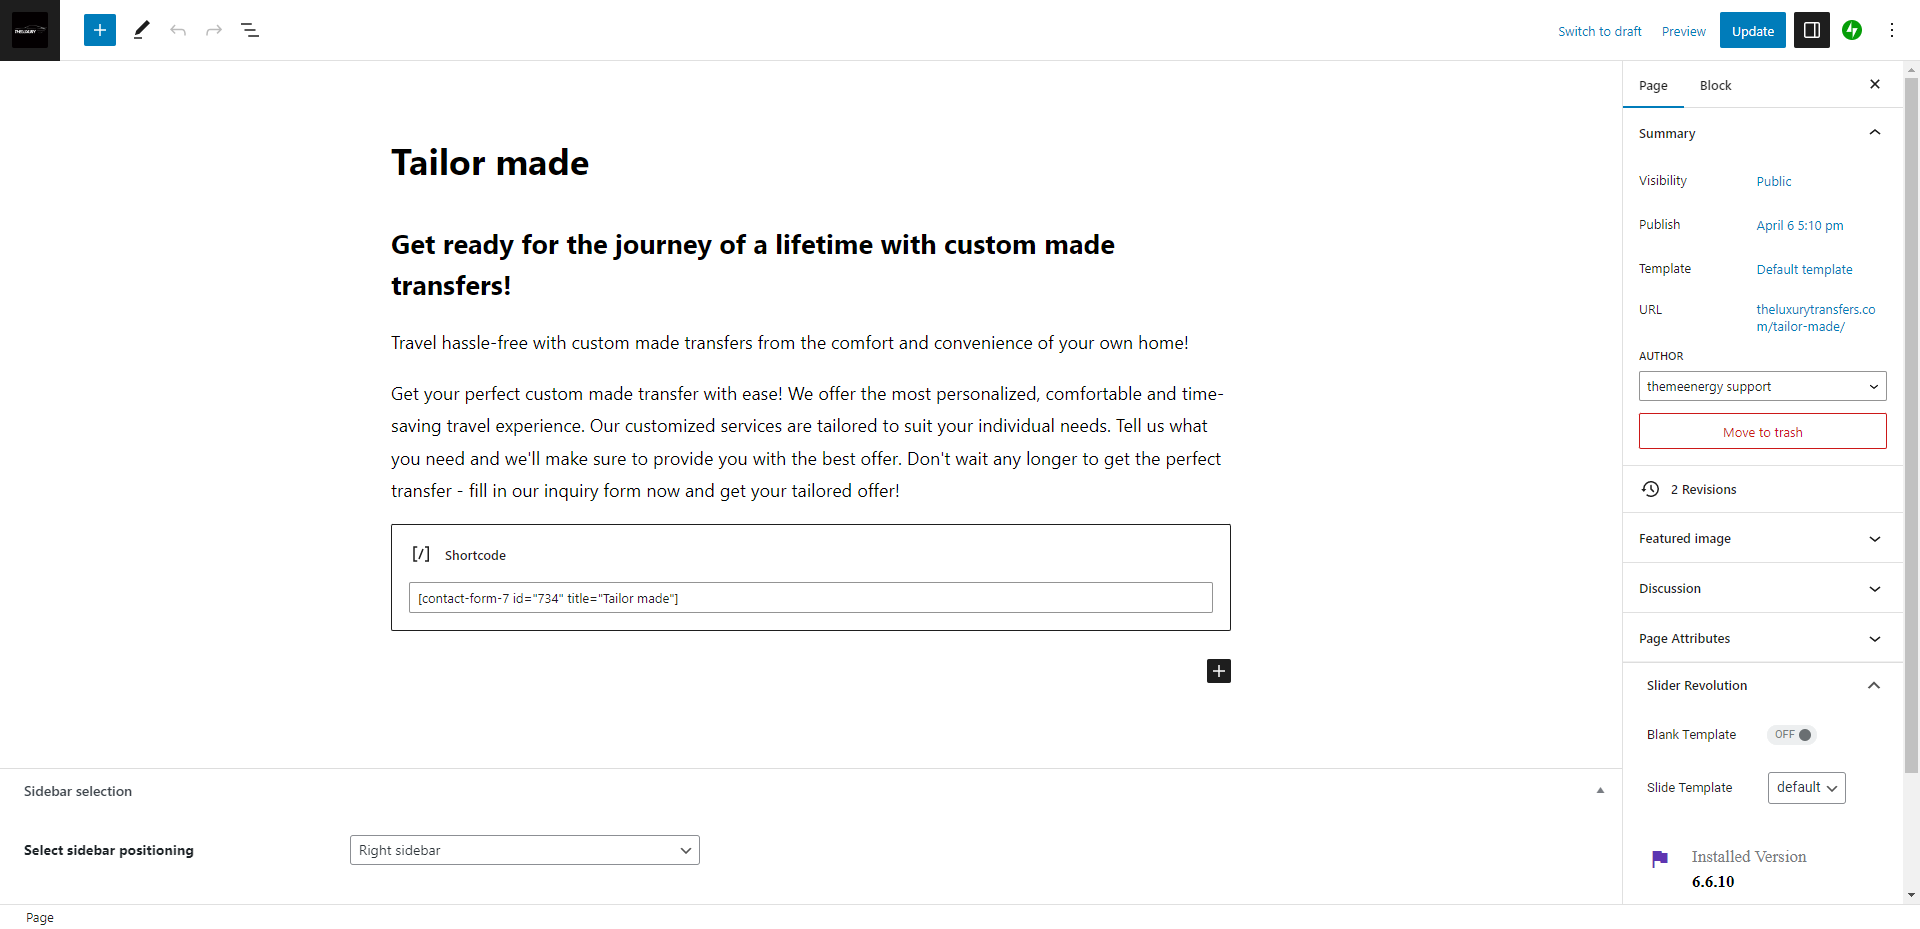 THE LUXURY
Switch to draft
Preview
Update
Tailor made
Get ready for the journey of a lifetime with custom made
transfers!
Travel hassle-free with custom made transfers from the comfort and convenience of your own home!
Get your perfect custom made transfer with ease! We offer the most personalized, comfortable and time-
saving travel experience. Our customized services are tailored to suit your individual needs. Tell us what
you need and we'll make sure to provide you with the best offer. Don't wait any longer to get the perfect
transfer - fill in our inquiry form now and get your tailored offer!
[/] Shortcode
[contact-form-7 id="734" title="Tailor made"]
Sidebar selection
Select sidebar positioning
Right sidebar
Page
Page
Block
Summary
Visibility
Public
Publish
April 6 5:10 pm
Template
Default template
URL
theluxurytransfers.co
m/tailor-made/
AUTHOR
themeenergy support
Move to trash
2 Revisions
Featured image
Discussion
Page Attributes
Slider Revolution
Blank Template
OFF
Slide Template
default
Installed Version
6.6.10